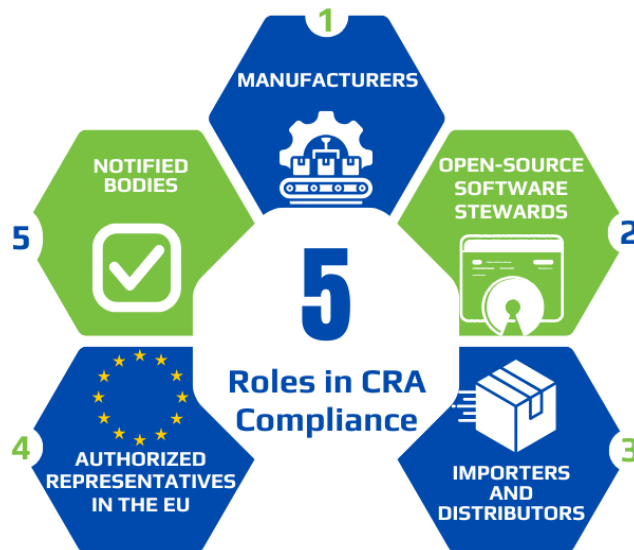 1
MANUFACTURERS
OPEN-SOURCE
SOFTWARE
STEWARDS
2
IMPORTERS
AND
DISTRIBUTORS
3
AUTHORIZED
REPRESENTATIVES
IN THE EU
4
NOTIFIED
BODIES
5
5
Roles in CRA
Compliance